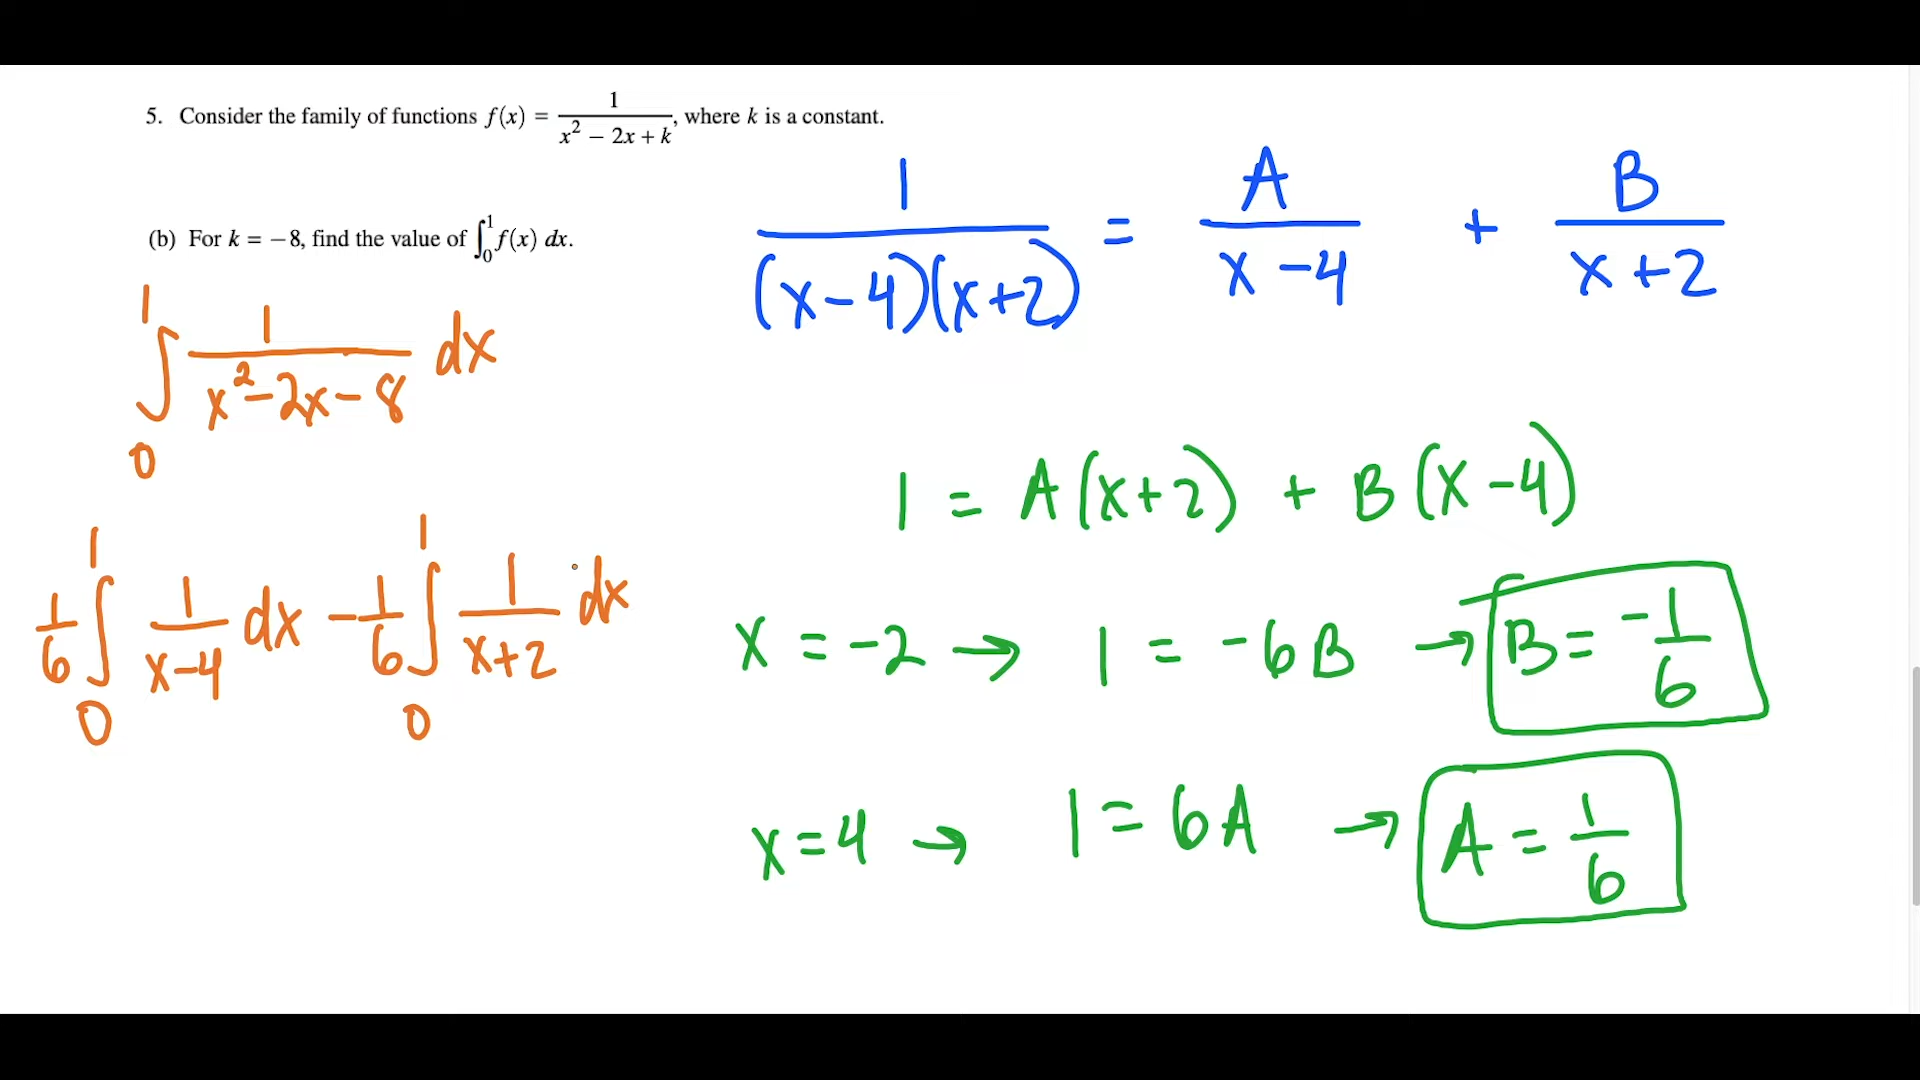 5. Consider the family of functions f(x) = 1/(x² − 2x + k), where k is a constant.
(b) For k = −8, find the value of ∫₀¹ f(x) dx.
∫₀¹ 1/(x²−2x−8) dx
1/6 ∫₀¹ 1/(x−4) dx − 1/6 ∫₀¹ 1/(x+2) dx
1/((x−4)(x+2)) = A/(x−4) + B/(x+2)
1 = A(x+2) + B(x−4)
x = −2 → 1 = −6B → B = −1/6
x=4 → 1 = 6A → A = 1/6